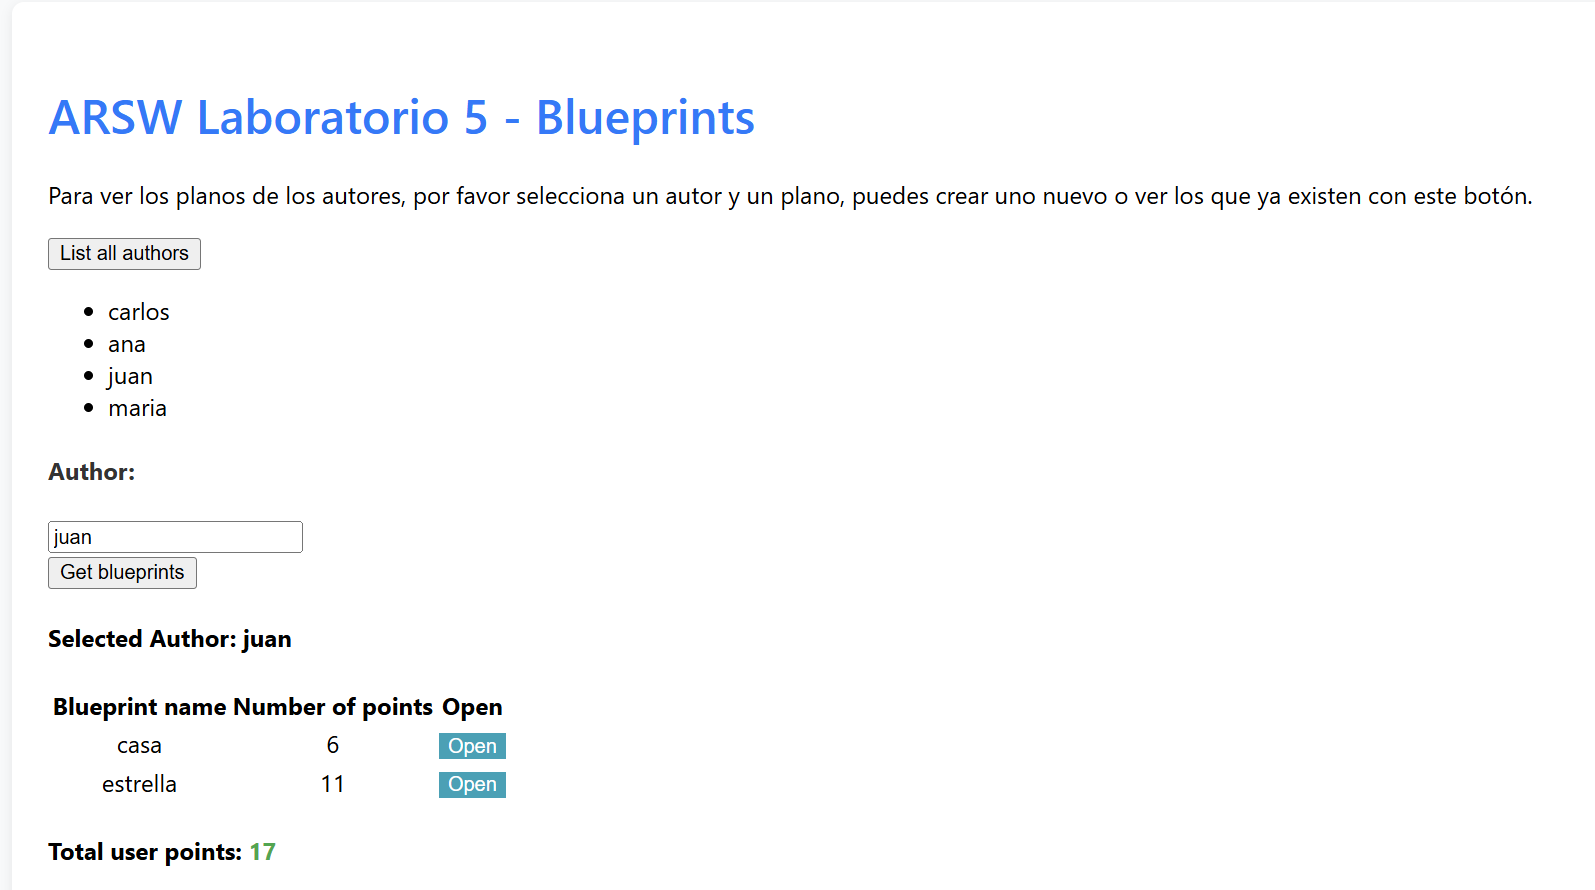 ARSW Laboratorio 5 - Blueprints
Para ver los planos de los autores, por favor selecciona un autor y un plano, puedes crear uno nuevo o ver los que ya existen con este botón.
List all authors
carlos
ana
juan
maria
Author:
juan
Get blueprints
Selected Author: juan
Blueprint name Number of points Open
casa 6 Open
estrella 11 Open
Total user points: 17